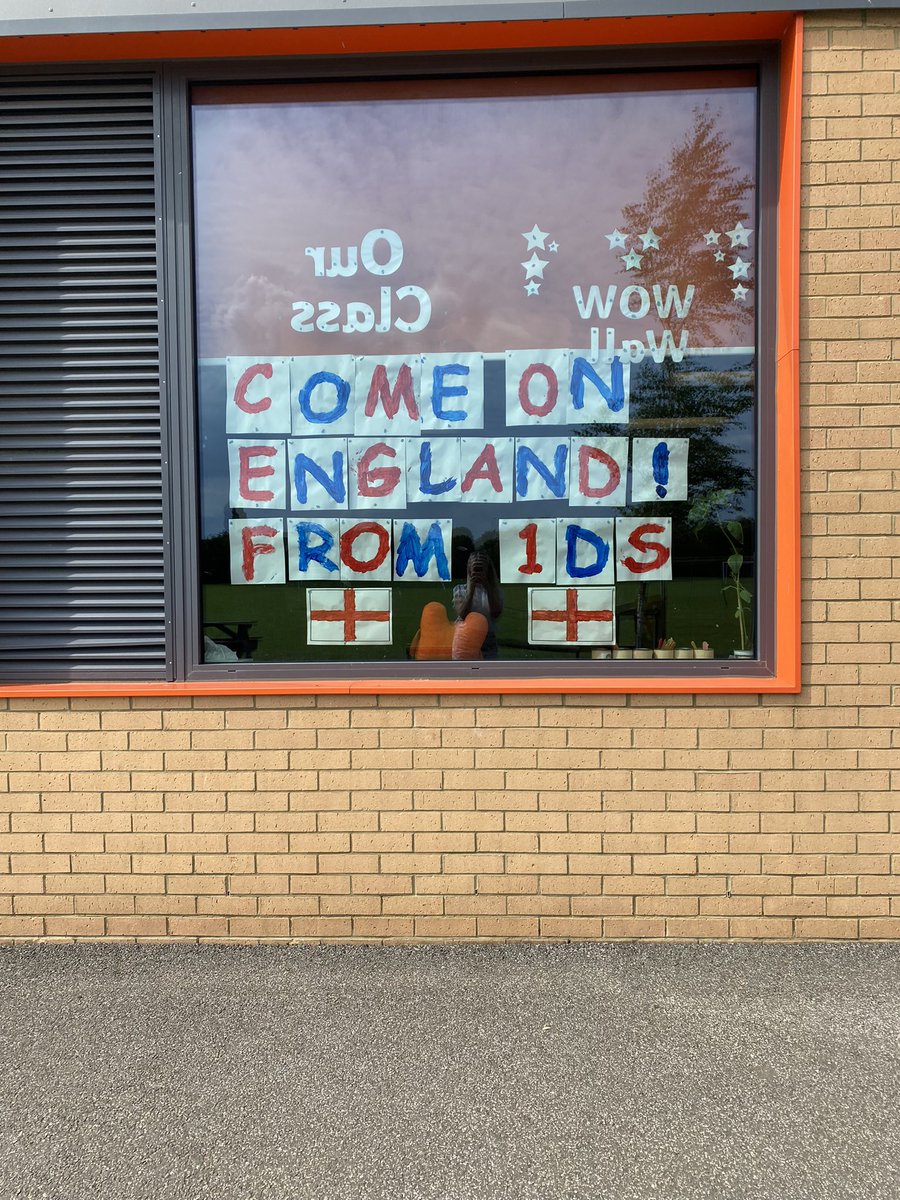 Our
Class
WOW
Wall
COME ON
ENGLAND!
FROM 1DS